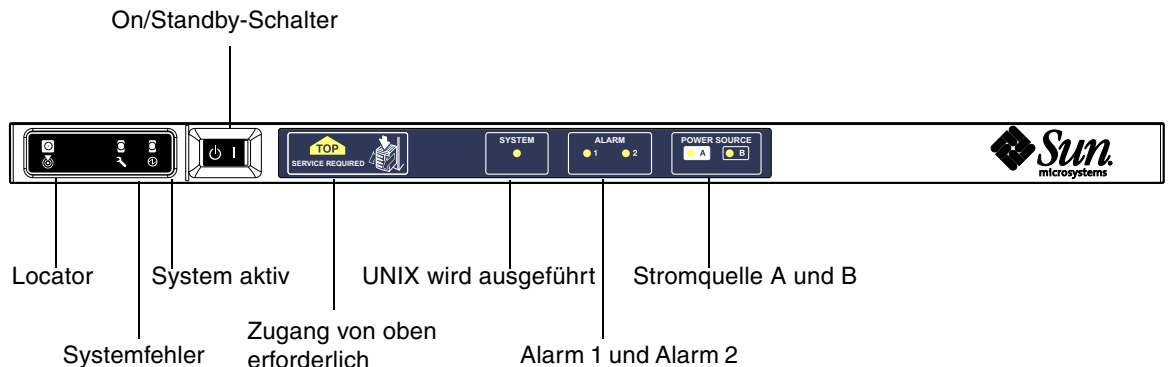 On/Standby-Schalter
TOP
SERVICE REQUIRED
SYSTEM
ALARM
1
2
POWER SOURCE
A
B
Sun.
microsystems
Locator
System aktiv
UNIX wird ausgeführt
Stromquelle A und B
Systemfehler
Zugang von oben
erforderlich
Alarm 1 und Alarm 2